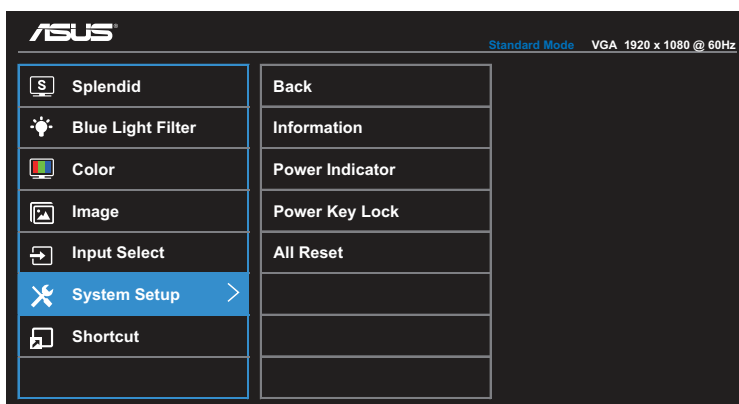 ASUS
Standard Mode VGA 1920 x 1080 @ 60Hz
S Splendid
Back
Blue Light Filter
Information
Color
Power Indicator
Image
Power Key Lock
Input Select
All Reset
System Setup
Shortcut